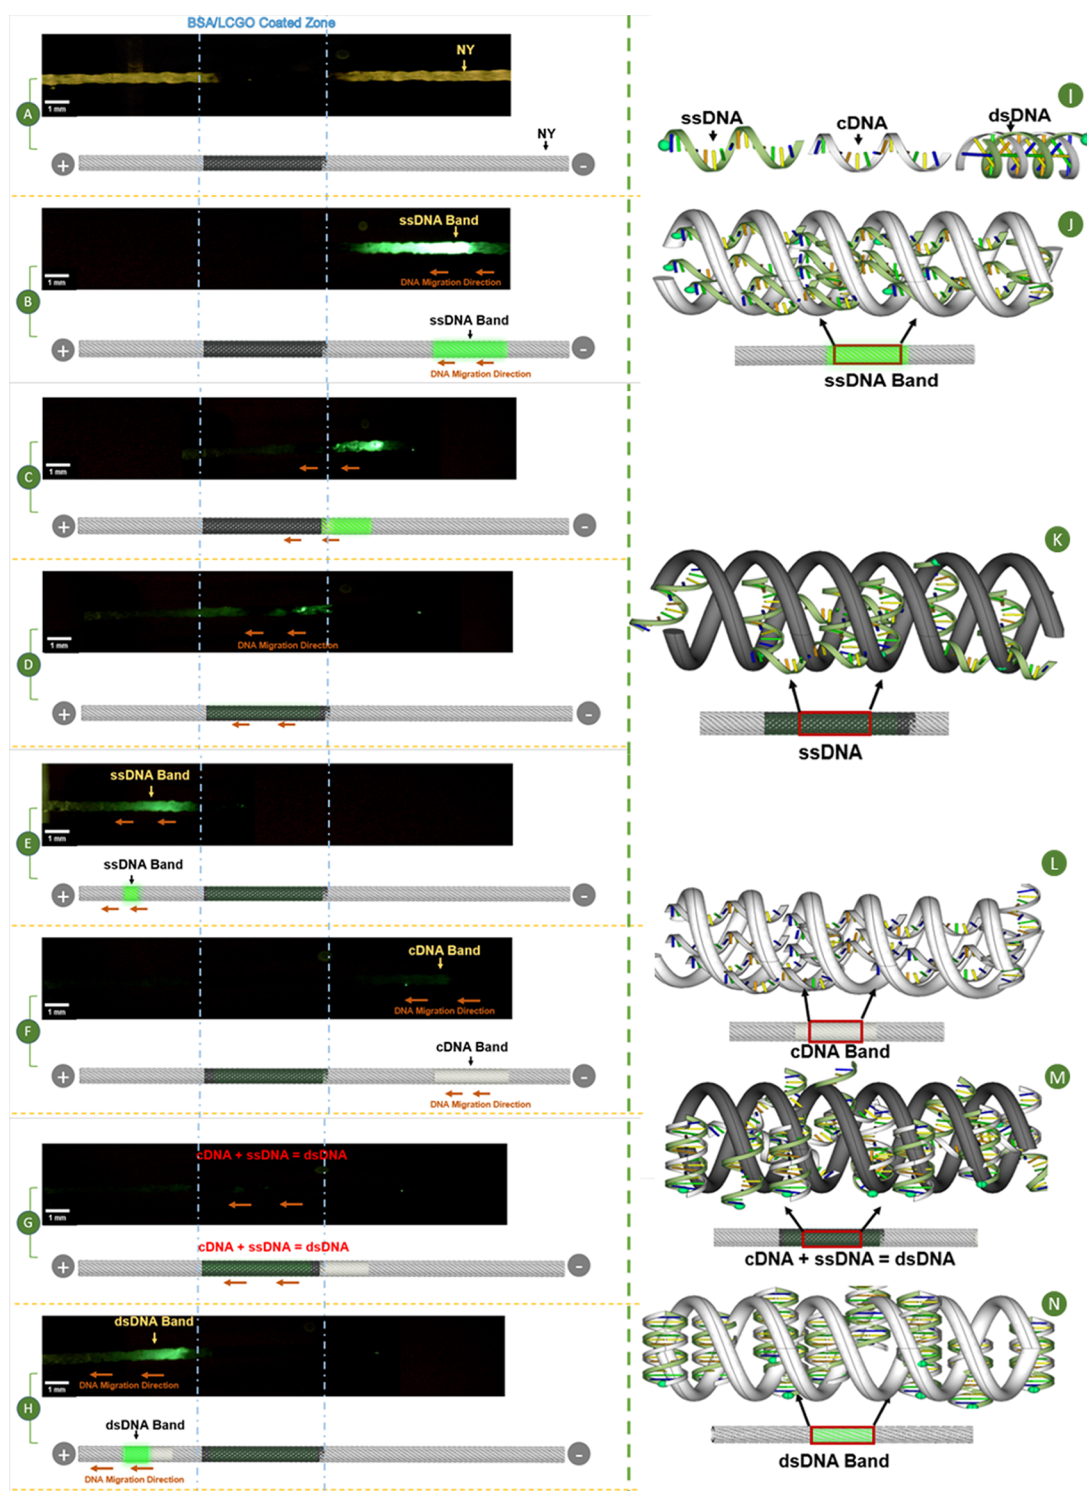 BSA/LCGO Coated Zone
NY
1 mm
A
NY
+
-
ssDNA Band
DNA Migration Direction
1 mm
B
ssDNA Band
+
-
DNA Migration Direction
1 mm
C
+
-
DNA Migration Direction
1 mm
D
+
-
ssDNA Band
1 mm
E
ssDNA Band
+
-
cDNA Band
DNA Migration Direction
1 mm
F
cDNA Band
+
-
DNA Migration Direction
cDNA + ssDNA = dsDNA
1 mm
G
cDNA + ssDNA = dsDNA
+
-
dsDNA Band
DNA Migration Direction
1 mm
H
dsDNA Band
+
-
DNA Migration Direction
I
ssDNA
cDNA
dsDNA
J
ssDNA Band
K
ssDNA
L
cDNA Band
M
cDNA + ssDNA = dsDNA
N
dsDNA Band